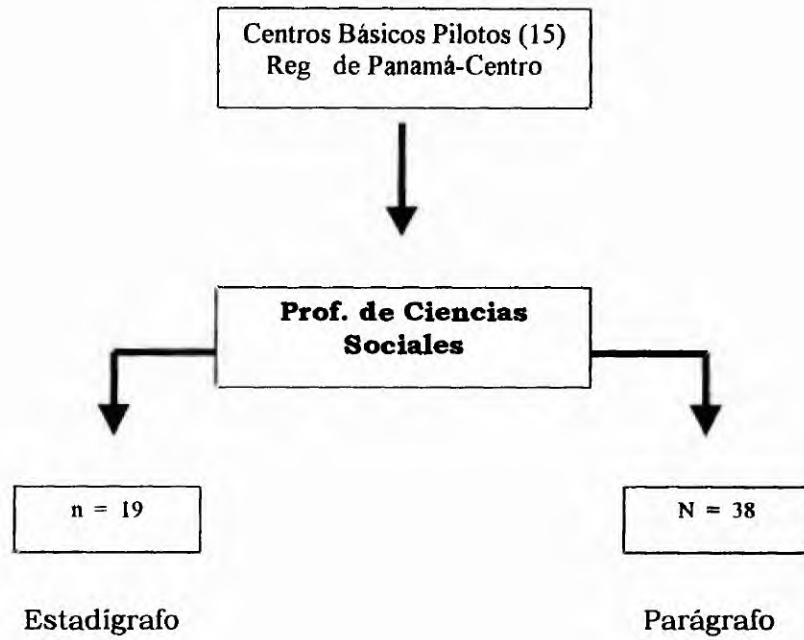 Centros Básicos Pilotos (15)
Reg de Panamá-Centro
Prof. de Ciencias
Sociales
n = 19
N = 38
Estadígrafo
Parágrafo